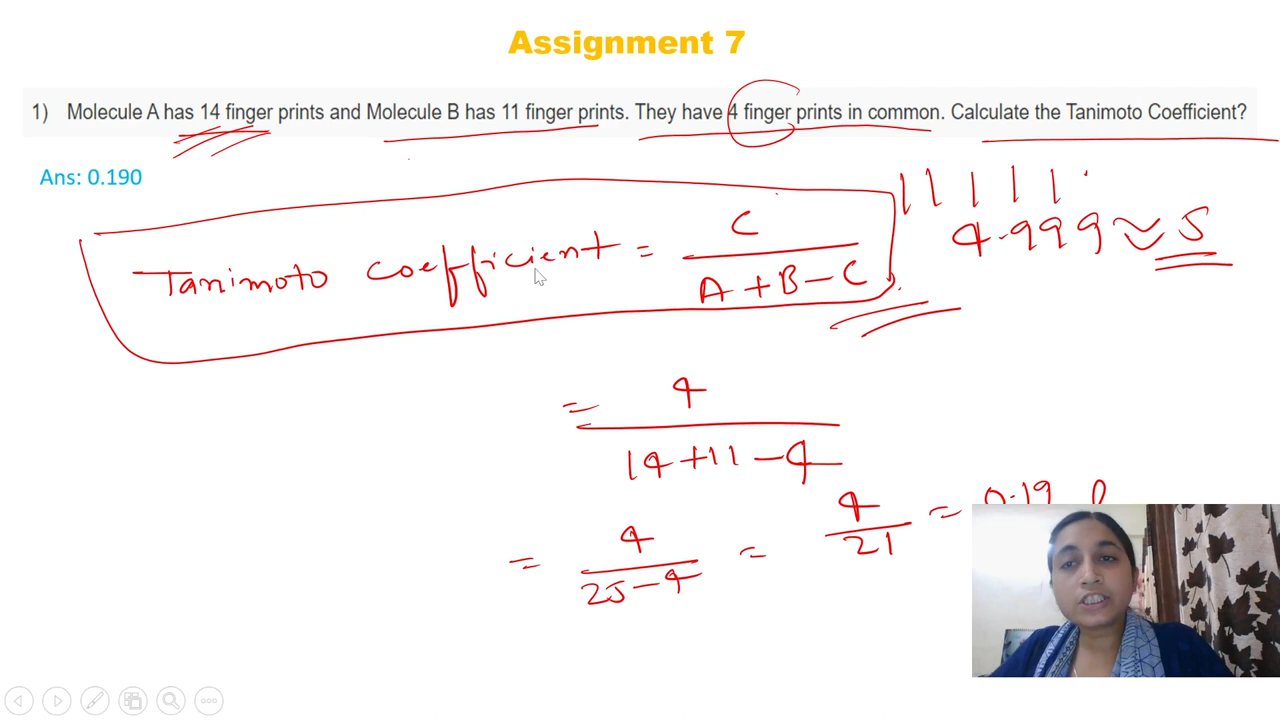 Assignment 7
1) Molecule A has 14 finger prints and Molecule B has 11 finger prints. They have 4 finger prints in common. Calculate the Tanimoto Coefficient?
Ans: 0.190
Tanimoto coefficient = C / A + B - C
4.999 ≈ 5
= 4 / 14 + 11 - 4
= 4 / 25 - 4 = 4 / 21 = 0.19